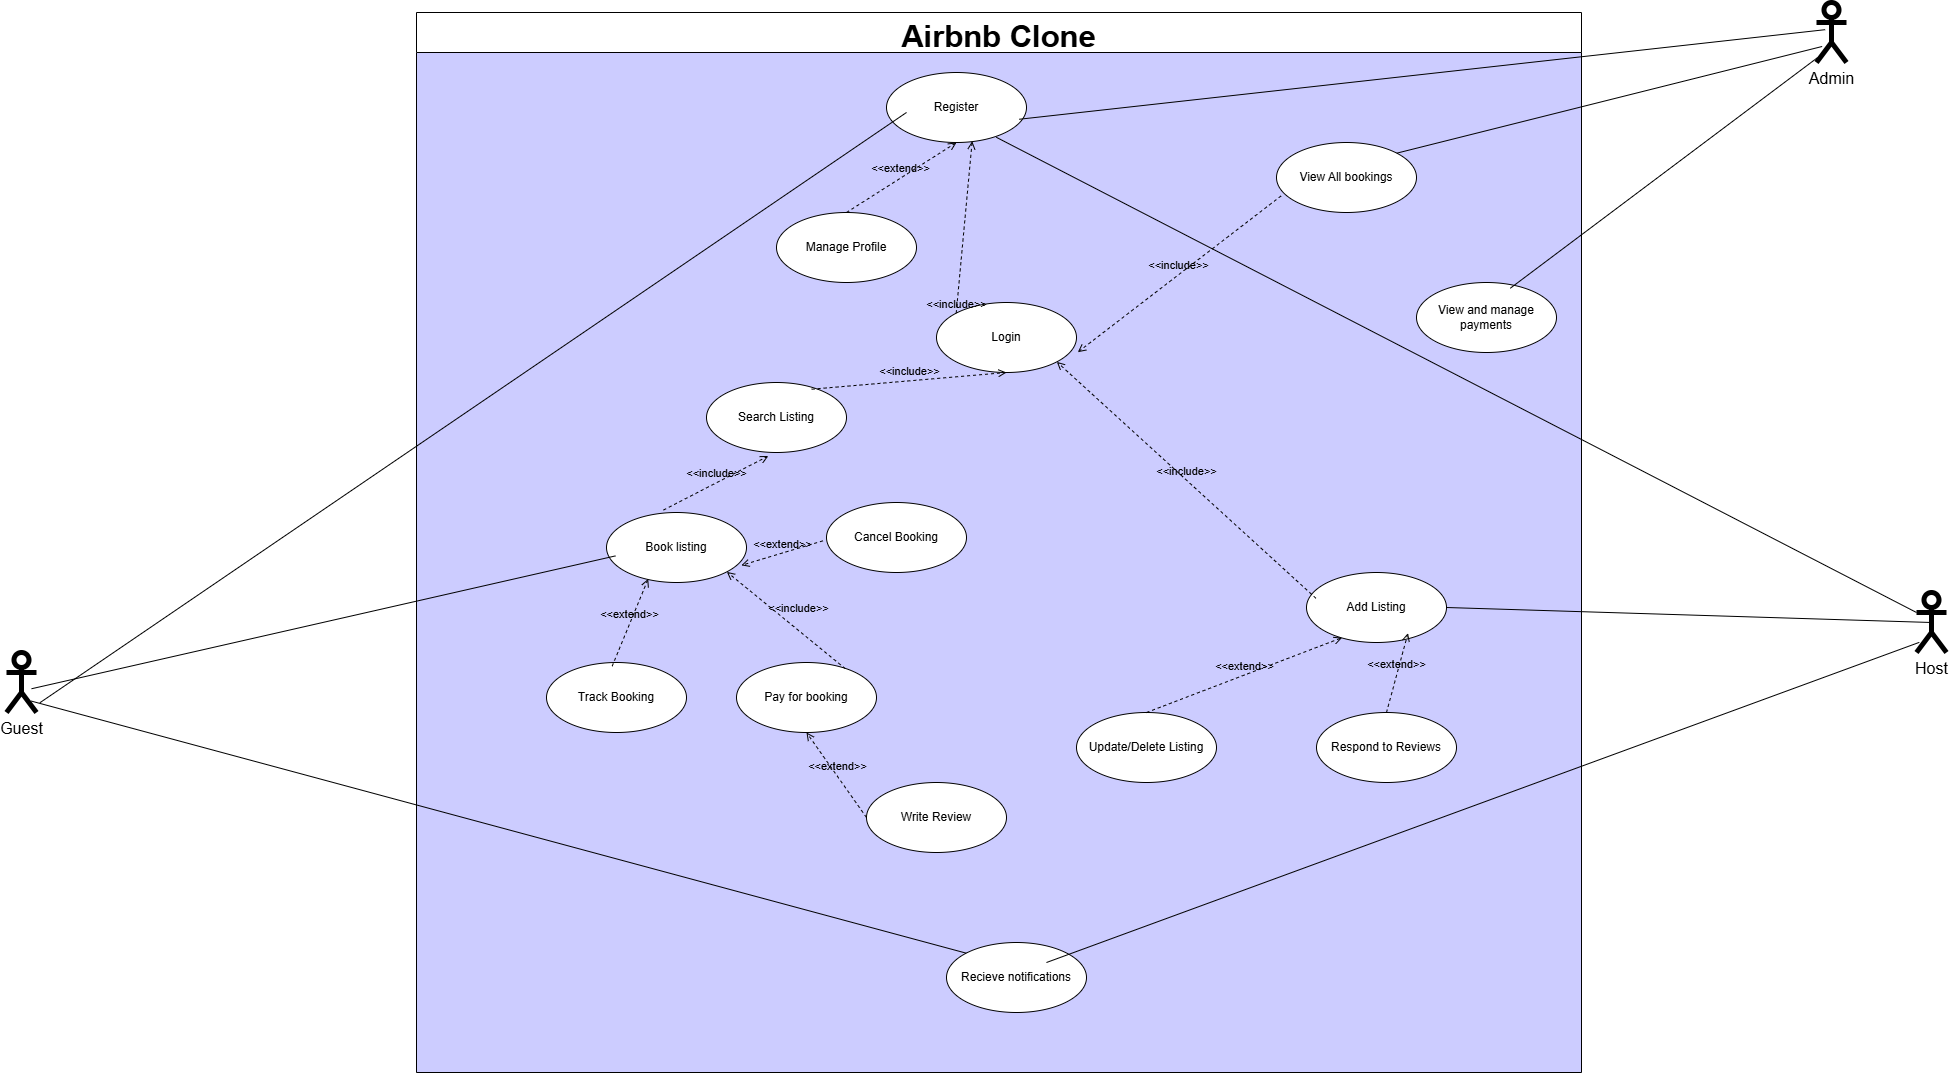 Airbnb Clone
Admin
Register
<<extend>>
View All bookings
Manage Profile
<<include>>
<<include>>
View and manage
payments
Login
<<include>>
Search Listing
<<include>>
<<include>>
Cancel Booking
Book listing
<<extend>>
<<include>>
<<extend>>
Add Listing
Host
<<extend>>
<<extend>>
Track Booking
Pay for booking
Guest
Update/Delete Listing
Respond to Reviews
<<extend>>
Write Review
Recieve notifications